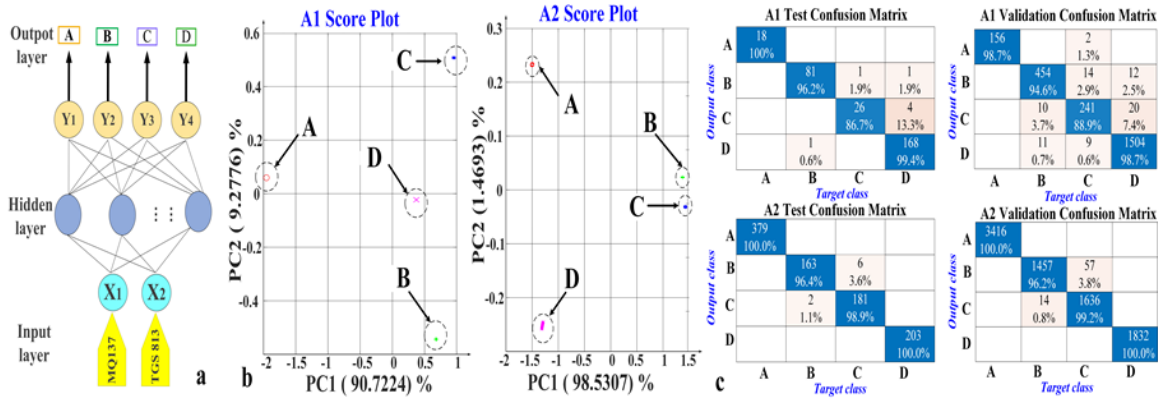 Outpot
layer
A B C D
Y1 Y2 Y3 Y4
Hidden
layer
X1 X2
Input
layer
MQ137
TGS 813
a
A1 Score Plot
PC2 ( 9.2776) %
0.6
0.4
0.2
0
-0.2
-0.4
A
B
C
D
-2 -1.5 -1 -0.5 0 0.5 1
PC1 ( 90.7224) %
b
A2 Score Plot
PC2 (1.4693) %
0.3
0.2
0.1
0
-0.1
-0.2
A
B
C
D
-2 -1.5 -1 -0.5 0 0.5 1 1.5
PC1 ( 98.5307) %
c
A1 Test Confusion Matrix
Output class
A 18
100%
B 81 1 1
96.2% 1.9% 1.9%
C 26 4
86.7% 13.3%
D 1 168
0.6% 99.4%
A B C D
Target class
A1 Validation Confusion Matrix
Output class
A 156 2
98.7% 1.3%
B 454 14 12
94.6% 2.9% 2.5%
C 10 241 20
3.7% 88.9% 7.4%
D 11 9 1504
0.7% 0.6% 98.7%
A B C D
Target class
A2 Test Confusion Matrix
Output class
A 379
100.0%
B 163 6
96.4% 3.6%
C 2 181
1.1% 98.9%
D 203
100.0%
A B C D
Target class
A2 Validation Confusion Matrix
Output class
A 3416
100.0%
B 1457 57
96.2% 3.8%
C 14 1636
0.8% 99.2%
D 1832
100.0%
A B C D
Target class